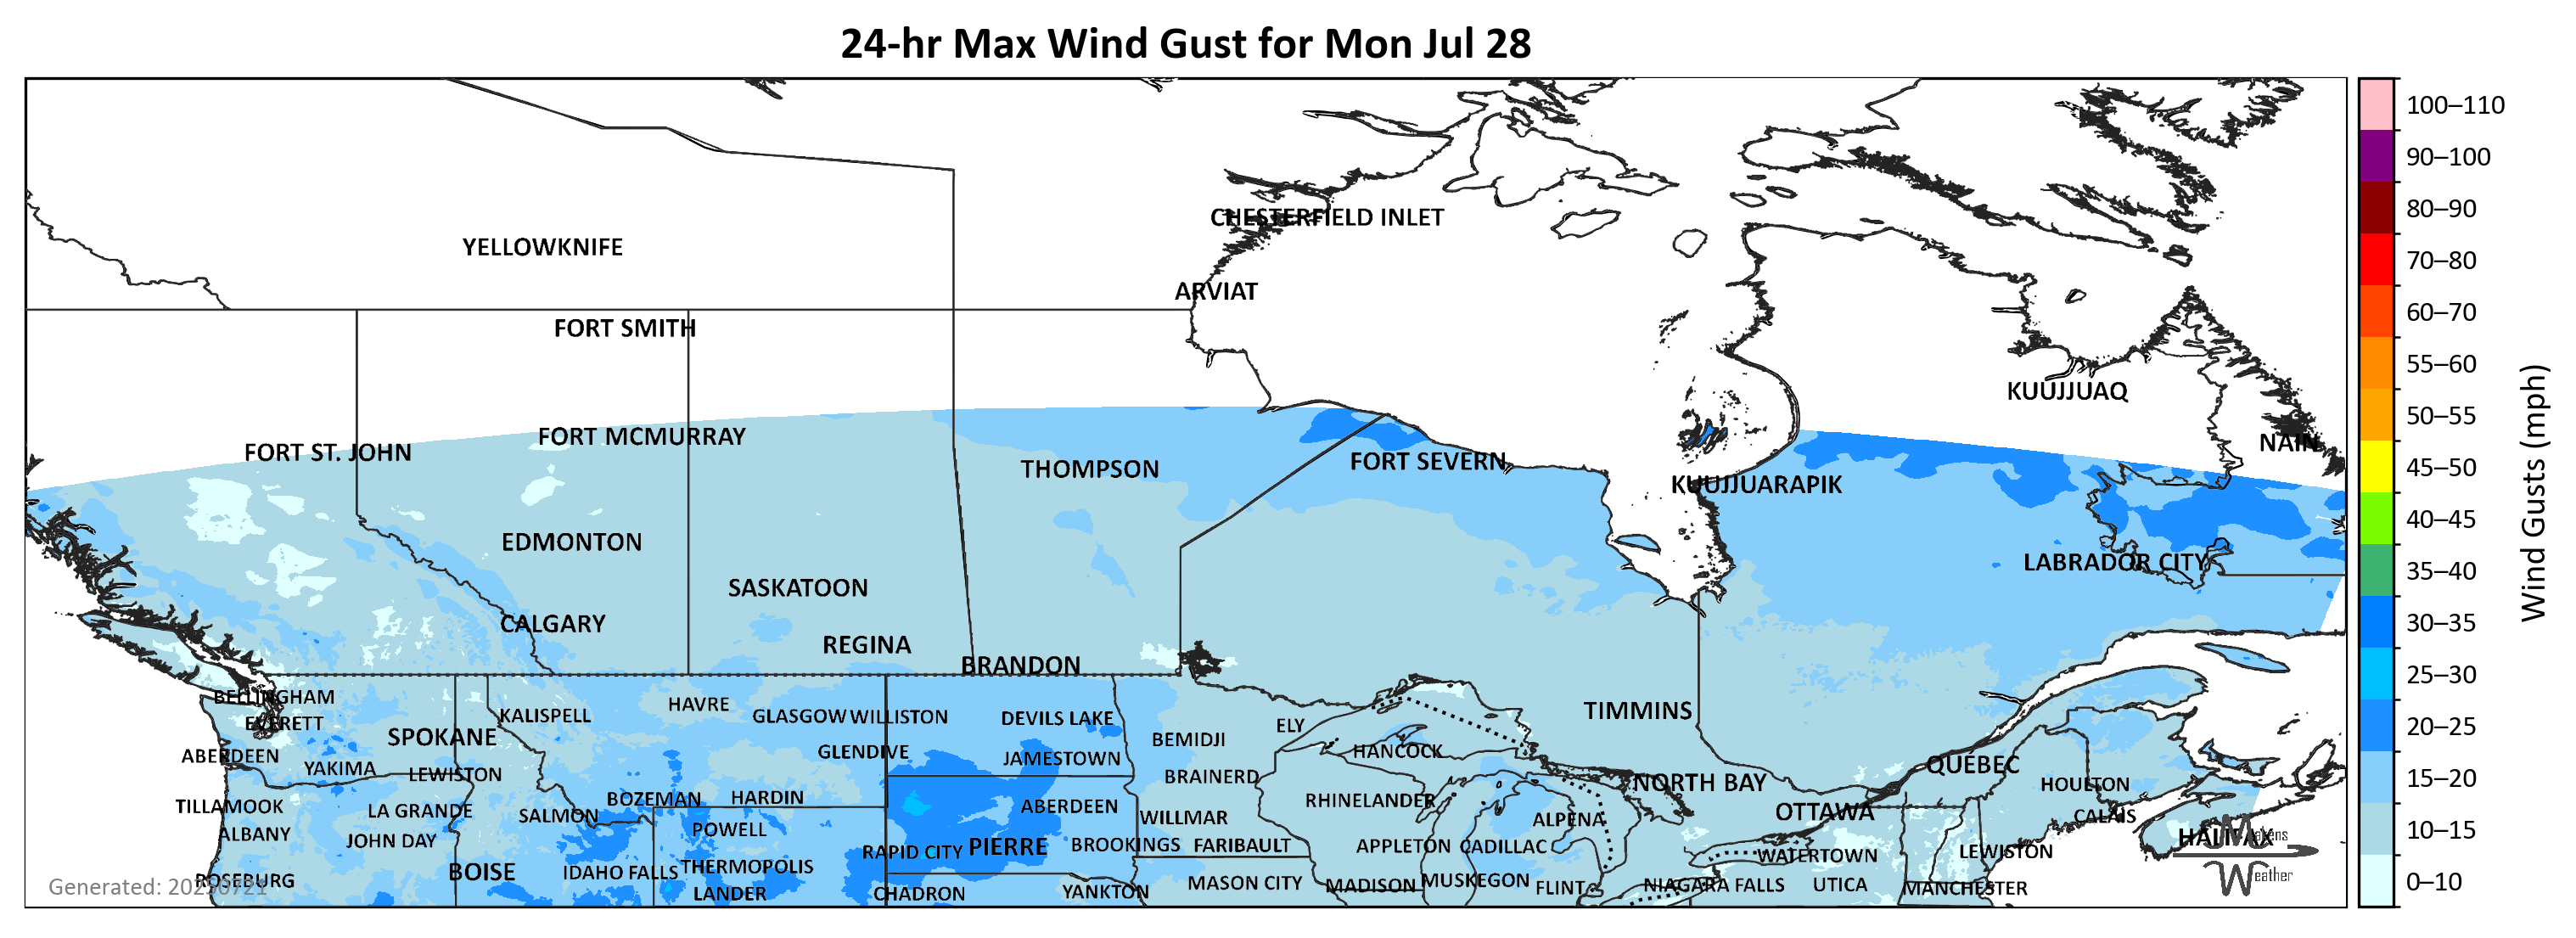 24-hr Max Wind Gust for Mon Jul 28
100–110
90–100
80–90
70–80
60–70
55–60
50–55
45–50
40–45
35–40
30–35
25–30
20–25
15–20
10–15
0–10
Wind Gusts (mph)
CHESTERFIELD INLET
YELLOWKNIFE
ARVIAT
FORT SMITH
KUUJJUAQ
FORT MCMURRAY
NAIN
FORT ST. JOHN
FORT SEVERN
THOMPSON
KUUJJUARAPIK
EDMONTON
LABRADOR CITY
SASKATOON
CALGARY
REGINA
BRANDON
BELLINGHAM
HAVRE
TIMMINS
KALISPELL
GLASGOW
WILLISTON
DEVILS LAKE
EVERETT
ELY
SPOKANE
BEMIDJI
GLENDIVE
HANCOCK
ABERDEEN
JAMESTOWN
QUEBEC
YAKIMA
LEWISTON
BRAINERD
NORTH BAY
HOULTON
BOZEMAN
HARDIN
RHINELANDER
TILLAMOOK
LA GRANDE
ABERDEEN
OTTAWA
SALMON
WILLMAR
CALAIS
ALPENA
ALBANY
POWELL
HALIFAX
Makens
JOHN DAY
RAPID CITY
PIERRE
BROOKINGS
FARIBAULT
APPLETON
CADILLAC
LEWISTON
WATERTOWN
BOISE
IDAHO FALLS
THERMOPOLIS
Weather
ROSEBURG
MASON CITY
MADISON
MUSKEGON
FLINT
NIAGARA FALLS
UTICA
MANCHESTER
Generated: 20250721
LANDER
CHADRON
YANKTON